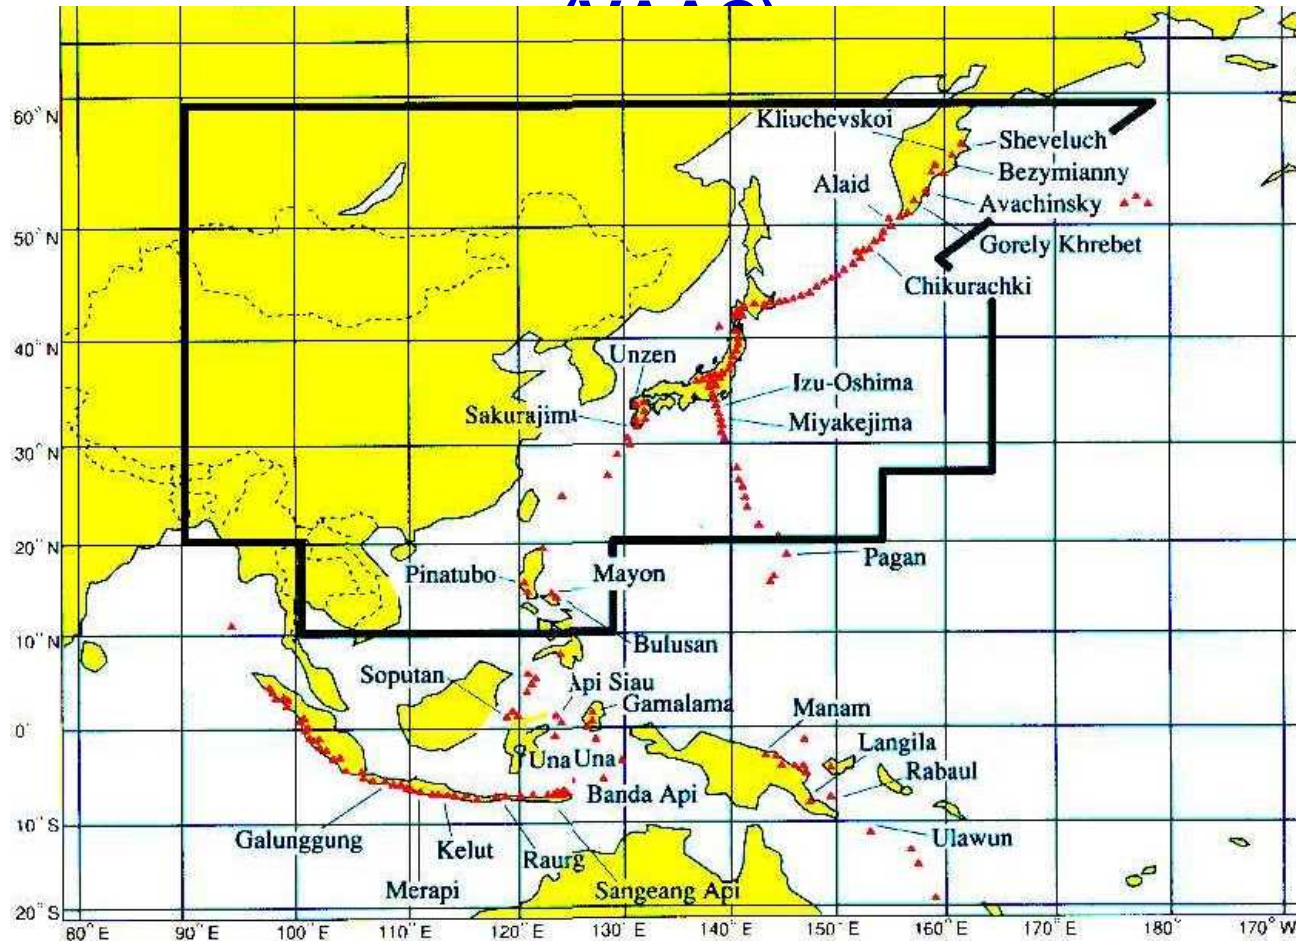 (VAAC)
60° N
Kliuchevskoi
Sheveluch
Bezymianny
Alaid
Avachinsky
50° N
Gorely Khrebet
Chikurachki
40° N
Unzen
Izu-Oshima
Sakurajima
Miyakejima
30° N
20° N
Pagan
Pinatubo
Mayon
10° N
Bulusan
Soputan
Api Siau
Gamalama
0°
Manam
Una Una
Langila
Rabaul
Banda Api
10° S
Galunggung
Kelut
Raurg
Ulawun
Merapi
Sangeang Api
20° S
80° E 90° E 100° E 110° E 120° E 130° E 140° E 150° E 160° E 170° E 180° 170° W